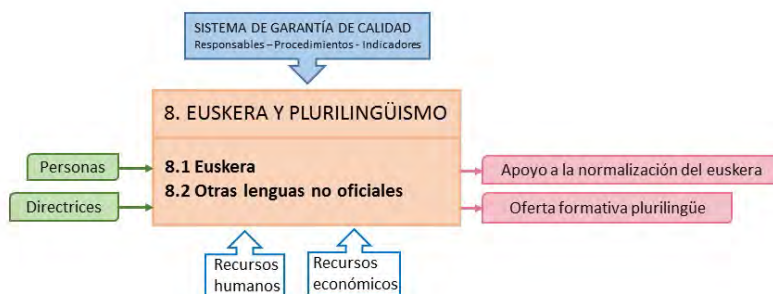 SISTEMA DE GARANTÍA DE CALIDAD
Responsables – Procedimientos - Indicadores
8. EUSKERA Y PLURILINGÜISMO
Personas
8.1 Euskera
Apoyo a la normalización del euskera
8.2 Otras lenguas no oficiales
Directrices
Oferta formativa plurilingüe
Recursos
humanos
Recursos
económicos